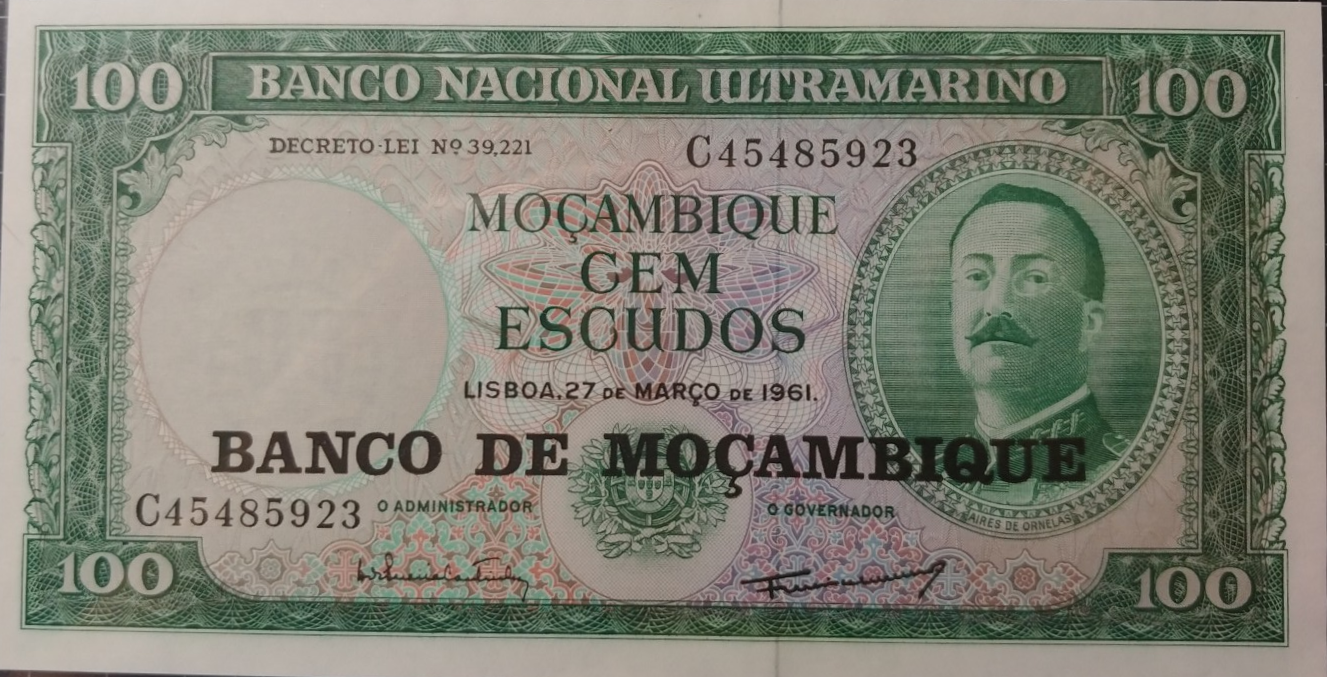 100 BANCO NACIONAL ULTRAMARINO 100
DECRETO-LEI Nº 39,221
C45485923
MOÇAMBIQUE
CEM
ESCUDOS
LISBOA, 27 DE MARÇO DE 1961.
BANCO DE MOÇAMBIQUE
C45485923
O ADMINISTRADOR
O GOVERNADOR
AIRES DE ORNELAS
100 100